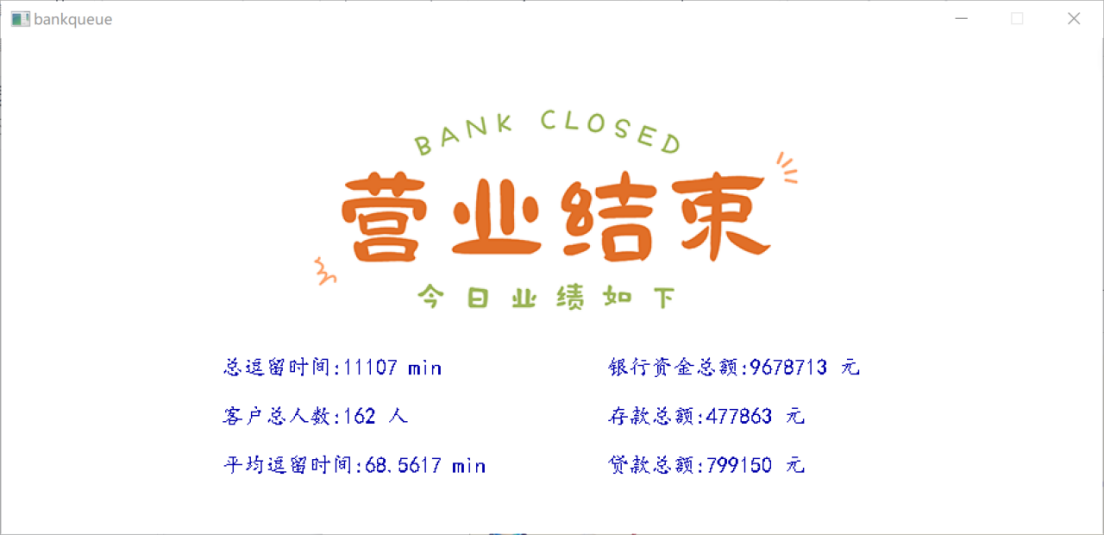 bankqueue
BANK CLOSED
营业结束
今日业绩如下
总逗留时间:11107 min
银行资金总额:9678713 元
客户总人数:162 人
存款总额:477863 元
平均逗留时间:68.5617 min
贷款总额:799150 元